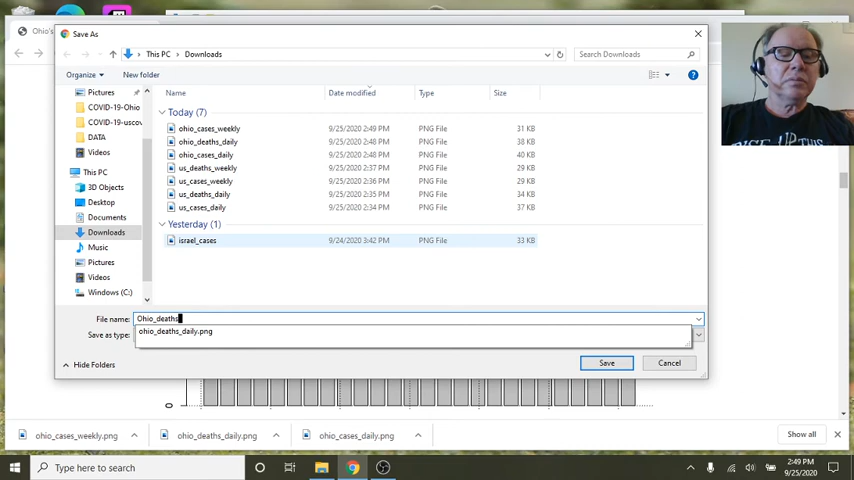 Ohio's
Save As
This PC > Downloads
Search Downloads
Organize
New folder
?
Pictures
COVID-19-Ohio
COVID-19-uscov
DATA
Videos
This PC
3D Objects
Desktop
Documents
Downloads
Music
Pictures
Videos
Windows (C:)
Name Date modified Type Size
Today (7)
ohio_cases_weekly 9/25/2020 2:49 PM PNG File 31 KB
ohio_deaths_daily 9/25/2020 2:48 PM PNG File 38 KB
ohio_cases_daily 9/25/2020 2:48 PM PNG File 40 KB
us_deaths_weekly 9/25/2020 2:37 PM PNG File 29 KB
us_cases_weekly 9/25/2020 2:36 PM PNG File 29 KB
us_deaths_daily 9/25/2020 2:35 PM PNG File 34 KB
us_cases_daily 9/25/2020 2:34 PM PNG File 37 KB
Yesterday (1)
israel_cases 9/24/2020 3:42 PM PNG File 33 KB
File name: Ohio_deaths
ohio_deaths_daily.png
Save as type:
Hide Folders
Save
Cancel
0
RISE UP THIS
ohio_cases_weekly.png
ohio_deaths_daily.png
ohio_cases_daily.png
Show all
Type here to search
2:49 PM
9/25/2020